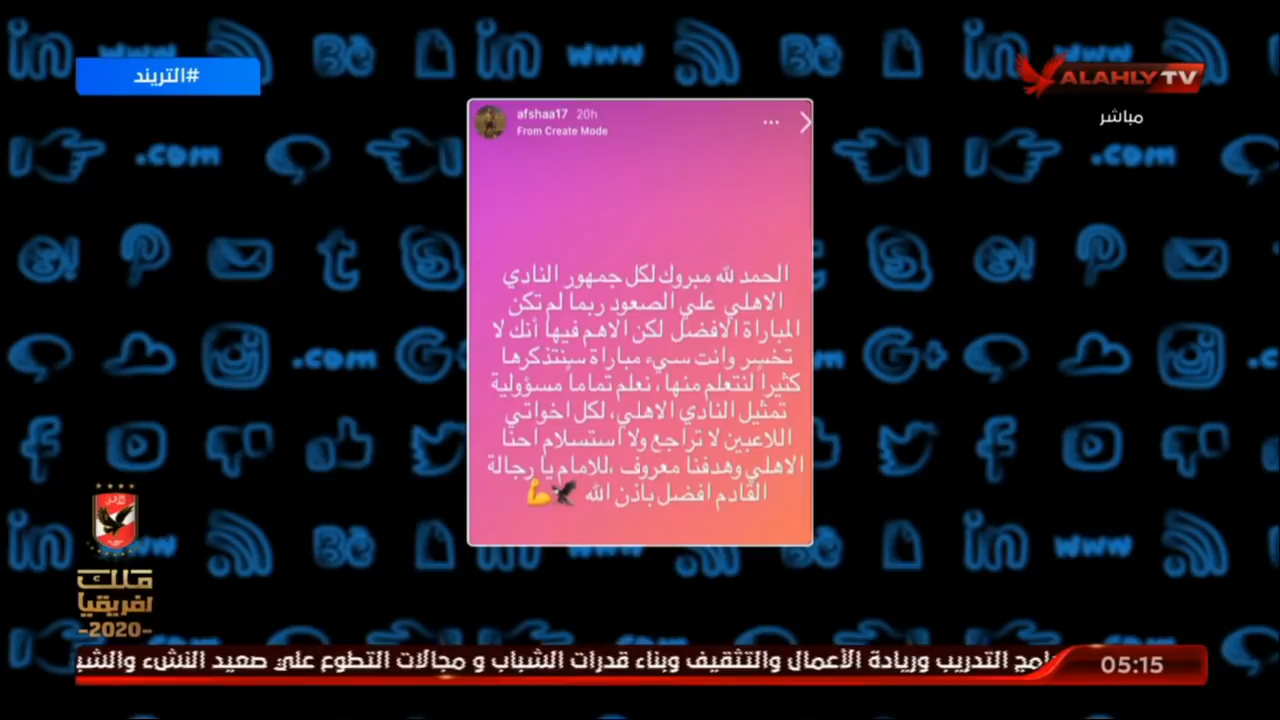 #التريند
ALAHLY TV
مباشر
afshaa17 20h
From Create Mode
الحمد لله مبروك لكل جمهور النادي
الاهلي علي الصعود ربما لم تكن
المباراة الافضل لكن الاهم فيها أنك لا
تخسر وانت سيء مباراة سنتذكرها
كثيراً لنتعلم منها ، نعلم تماماً مسؤولية
تمثيل النادي الاهلي، لكل اخواتي
اللاعبين لا تراجع ولا استسلام احنا
الاهلي وهدفنا معروف ،للامام يا رجالة
القادم افضل باذن الله 🦅💪
ملك
افريقيا
-2020-
التدريب وريادة الأعمال والتثقيف وبناء قدرات الشباب و مجالات التطوع علي صعيد النشء
05:15